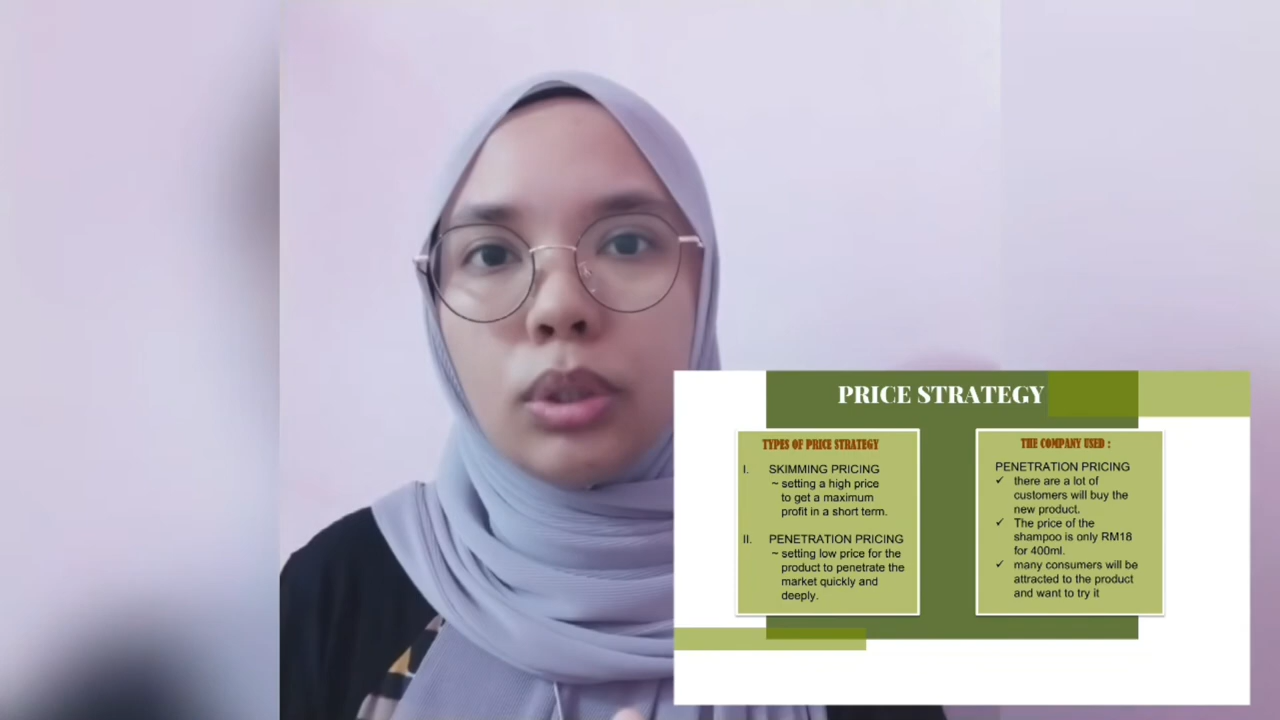 PRICE STRATEGY
TYPES OF PRICE STRATEGY
I. SKIMMING PRICING
~ setting a high price
to get a maximum
profit in a short term.
II. PENETRATION PRICING
~ setting low price for the
product to penetrate the
market quickly and
deeply.
THE COMPANY USED :
PENETRATION PRICING
✓ there are a lot of
customers will buy the
new product.
✓ The price of the
shampoo is only RM18
for 400ml.
✓ many consumers will be
attracted to the product
and want to try it